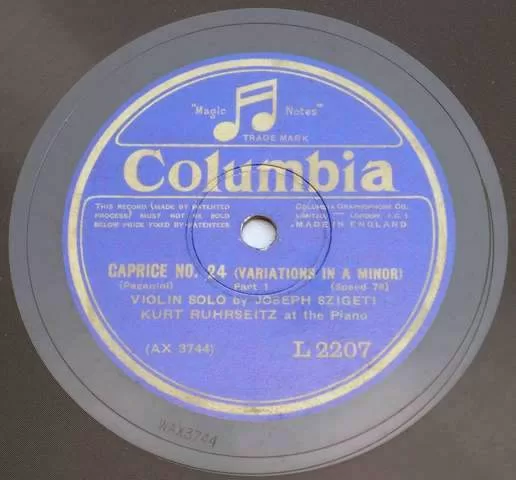 "Magic Notes"
TRADE MARK
Columbia
THIS RECORD (MADE BY PATENTED
PROCESS) MUST NOT BE SOLD
BELOW PRICE FIXED BY PATENTEES
COLUMBIA GRAPHOPHONE CO.
LIMITED — LONDON, E.C.1.
MADE IN ENGLAND
CAPRICE NO. 24 (VARIATIONS IN A MINOR)
(Paganini) Part 1 (Speed 78)
VIOLIN SOLO by JOSEPH SZIGETI
KURT RUHRSEITZ at the Piano
(AX 3744) L 2207
WAX3744